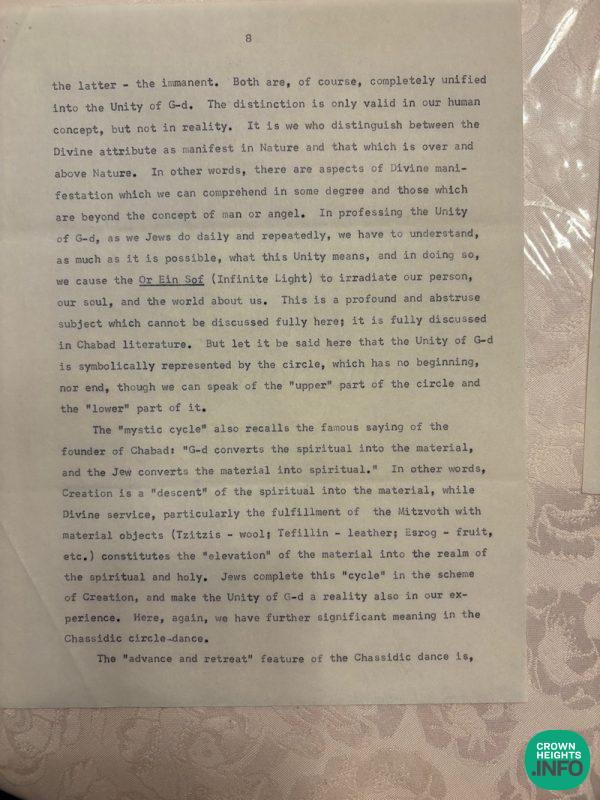 8
the latter - the immanent. Both are, of course, completely unified
into the Unity of G-d. The distinction is only valid in our human
concept, but not in reality. It is we who distinguish between the
Divine attribute as manifest in Nature and that which is over and
above Nature. In other words, there are aspects of Divine mani-
festation which we can comprehend in some degree and those which
are beyond the concept of man or angel. In professing the Unity
of G-d, as we Jews do daily and repeatedly, we have to understand,
as much as it is possible, what this Unity means, and in doing so,
we cause the Or Ein Sof (Infinite Light) to irradiate our person,
our soul, and the world about us. This is a profound and abstruse
subject which cannot be discussed fully here; it is fully discussed
in Chabad literature. But let it be said here that the Unity of G-d
is symbolically represented by the circle, which has no beginning,
nor end, though we can speak of the "upper" part of the circle and
the "lower" part of it.
The "mystic cycle" also recalls the famous saying of the
founder of Chabad: "G-d converts the spiritual into the material,
and the Jew converts the material into spiritual." In other words,
Creation is a "descent" of the spiritual into the material, while
Divine service, particularly the fulfillment of the Mitzvoth with
material objects (Tzitzis - wool; Tefillin - leather; Esrog - fruit,
etc.) constitutes the "elevation" of the material into the realm of
the spiritual and holy. Jews complete this "cycle" in the scheme
of Creation, and make the Unity of G-d a reality also in our ex-
perience. Here, again, we have further significant meaning in the
Chassidic circle-dance.
The "advance and retreat" feature of the Chassidic dance is,
CROWN
HEIGHTS
.INFO